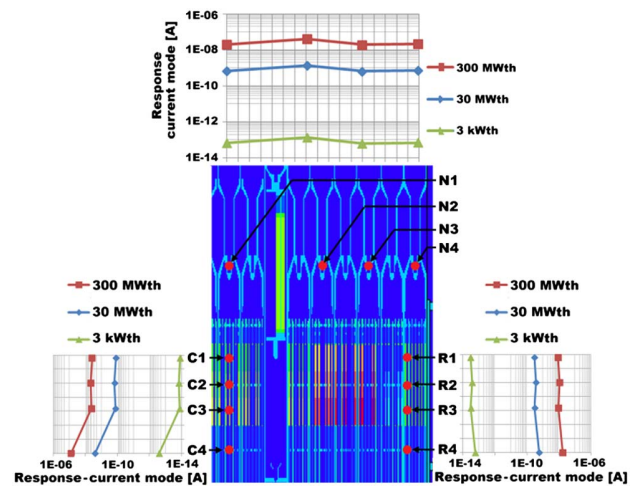 1E-06
1E-08
1E-10
1E-12
1E-14
Response
current mode [A]
300 MWth
30 MWth
3 kWth
N1
N2
N3
N4
300 MWth
30 MWth
3 kWth
300 MWth
30 MWth
3 kWth
C1
C2
C3
C4
R1
R2
R3
R4
1E-06 1E-10 1E-14
Response-current mode [A]
1E-14 1E-10 1E-06
Response-current mode [A]